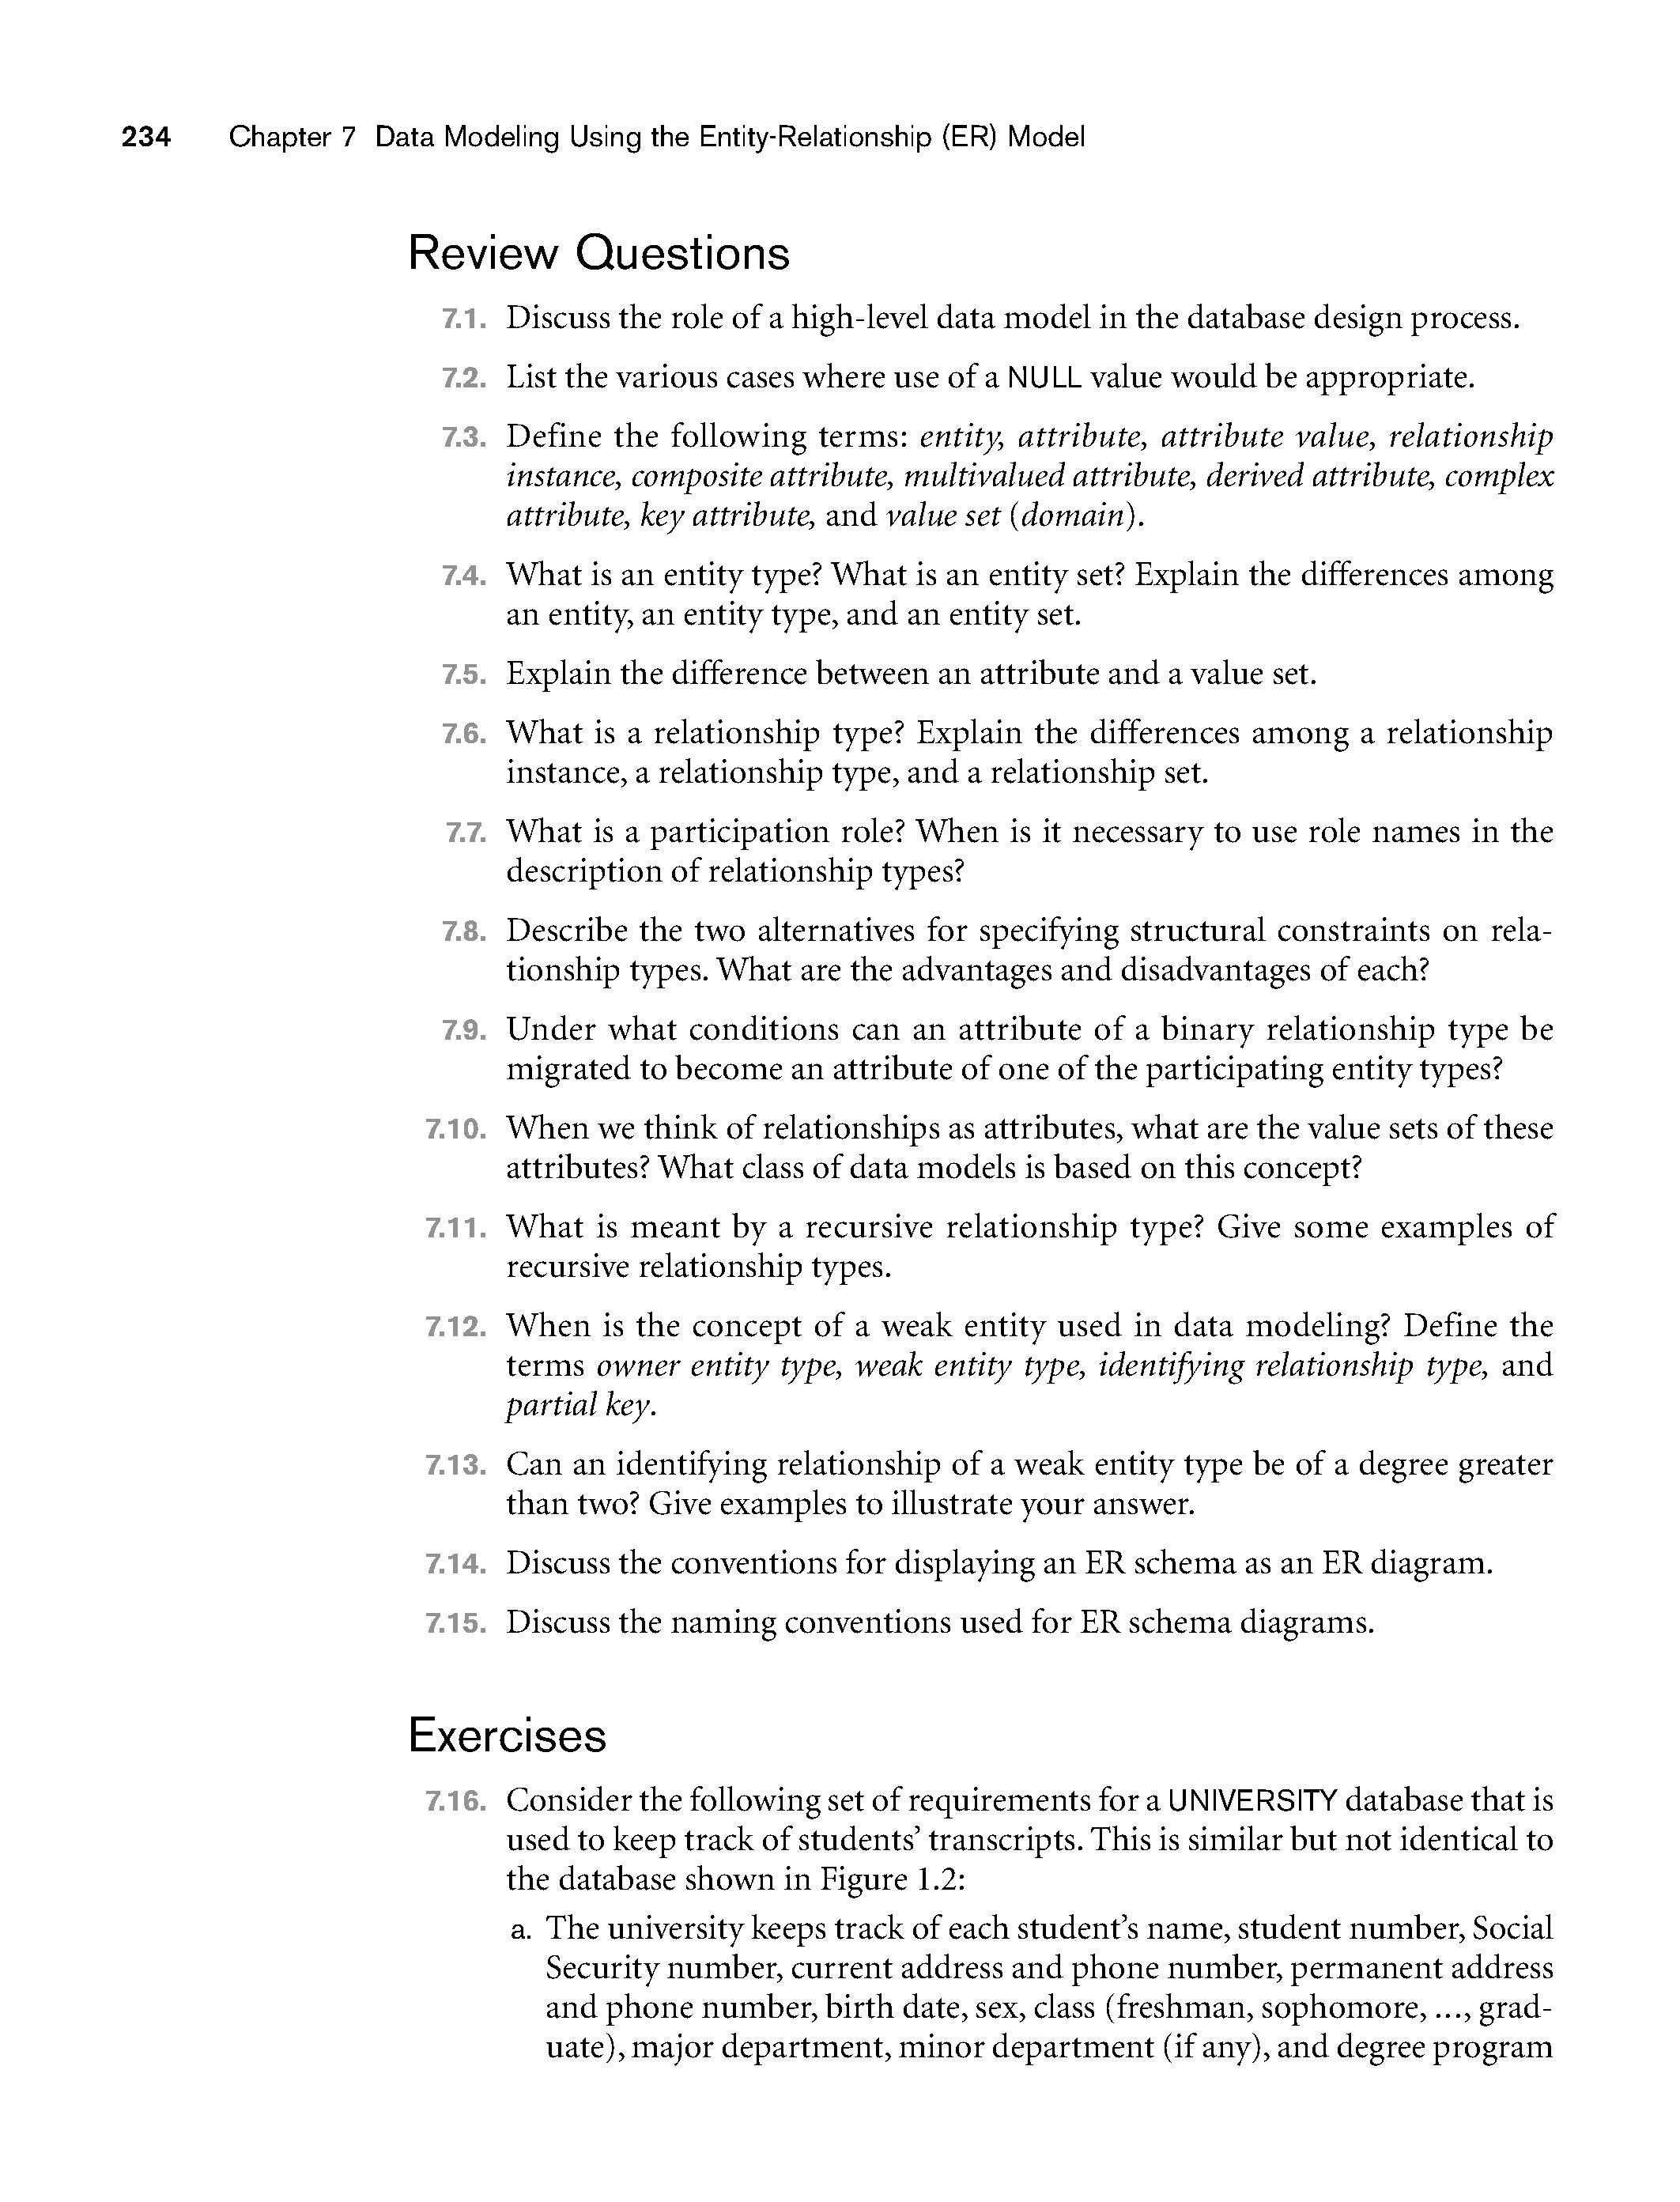 234 Chapter 7 Data Modeling Using the Entity-Relationship (ER) Model
Review Questions
7.1. Discuss the role of a high-level data model in the database design process.
7.2. List the various cases where use of a NULL value would be appropriate.
7.3. Define the following terms: entity, attribute, attribute value, relationship
instance, composite attribute, multivalued attribute, derived attribute, complex
attribute, key attribute, and value set (domain).
7.4. What is an entity type? What is an entity set? Explain the differences among
an entity, an entity type, and an entity set.
7.5. Explain the difference between an attribute and a value set.
7.6. What is a relationship type? Explain the differences among a relationship
instance, a relationship type, and a relationship set.
7.7. What is a participation role? When is it necessary to use role names in the
description of relationship types?
7.8. Describe the two alternatives for specifying structural constraints on rela-
tionship types. What are the advantages and disadvantages of each?
7.9. Under what conditions can an attribute of a binary relationship type be
migrated to become an attribute of one of the participating entity types?
7.10. When we think of relationships as attributes, what are the value sets of these
attributes? What class of data models is based on this concept?
7.11. What is meant by a recursive relationship type? Give some examples of
recursive relationship types.
7.12. When is the concept of a weak entity used in data modeling? Define the
terms owner entity type, weak entity type, identifying relationship type, and
partial key.
7.13. Can an identifying relationship of a weak entity type be of a degree greater
than two? Give examples to illustrate your answer.
7.14. Discuss the conventions for displaying an ER schema as an ER diagram.
7.15. Discuss the naming conventions used for ER schema diagrams.
Exercises
7.16. Consider the following set of requirements for a UNIVERSITY database that is
used to keep track of students’ transcripts. This is similar but not identical to
the database shown in Figure 1.2:
a. The university keeps track of each student’s name, student number, Social
Security number, current address and phone number, permanent address
and phone number, birth date, sex, class (freshman, sophomore, ..., grad-
uate), major department, minor department (if any), and degree program